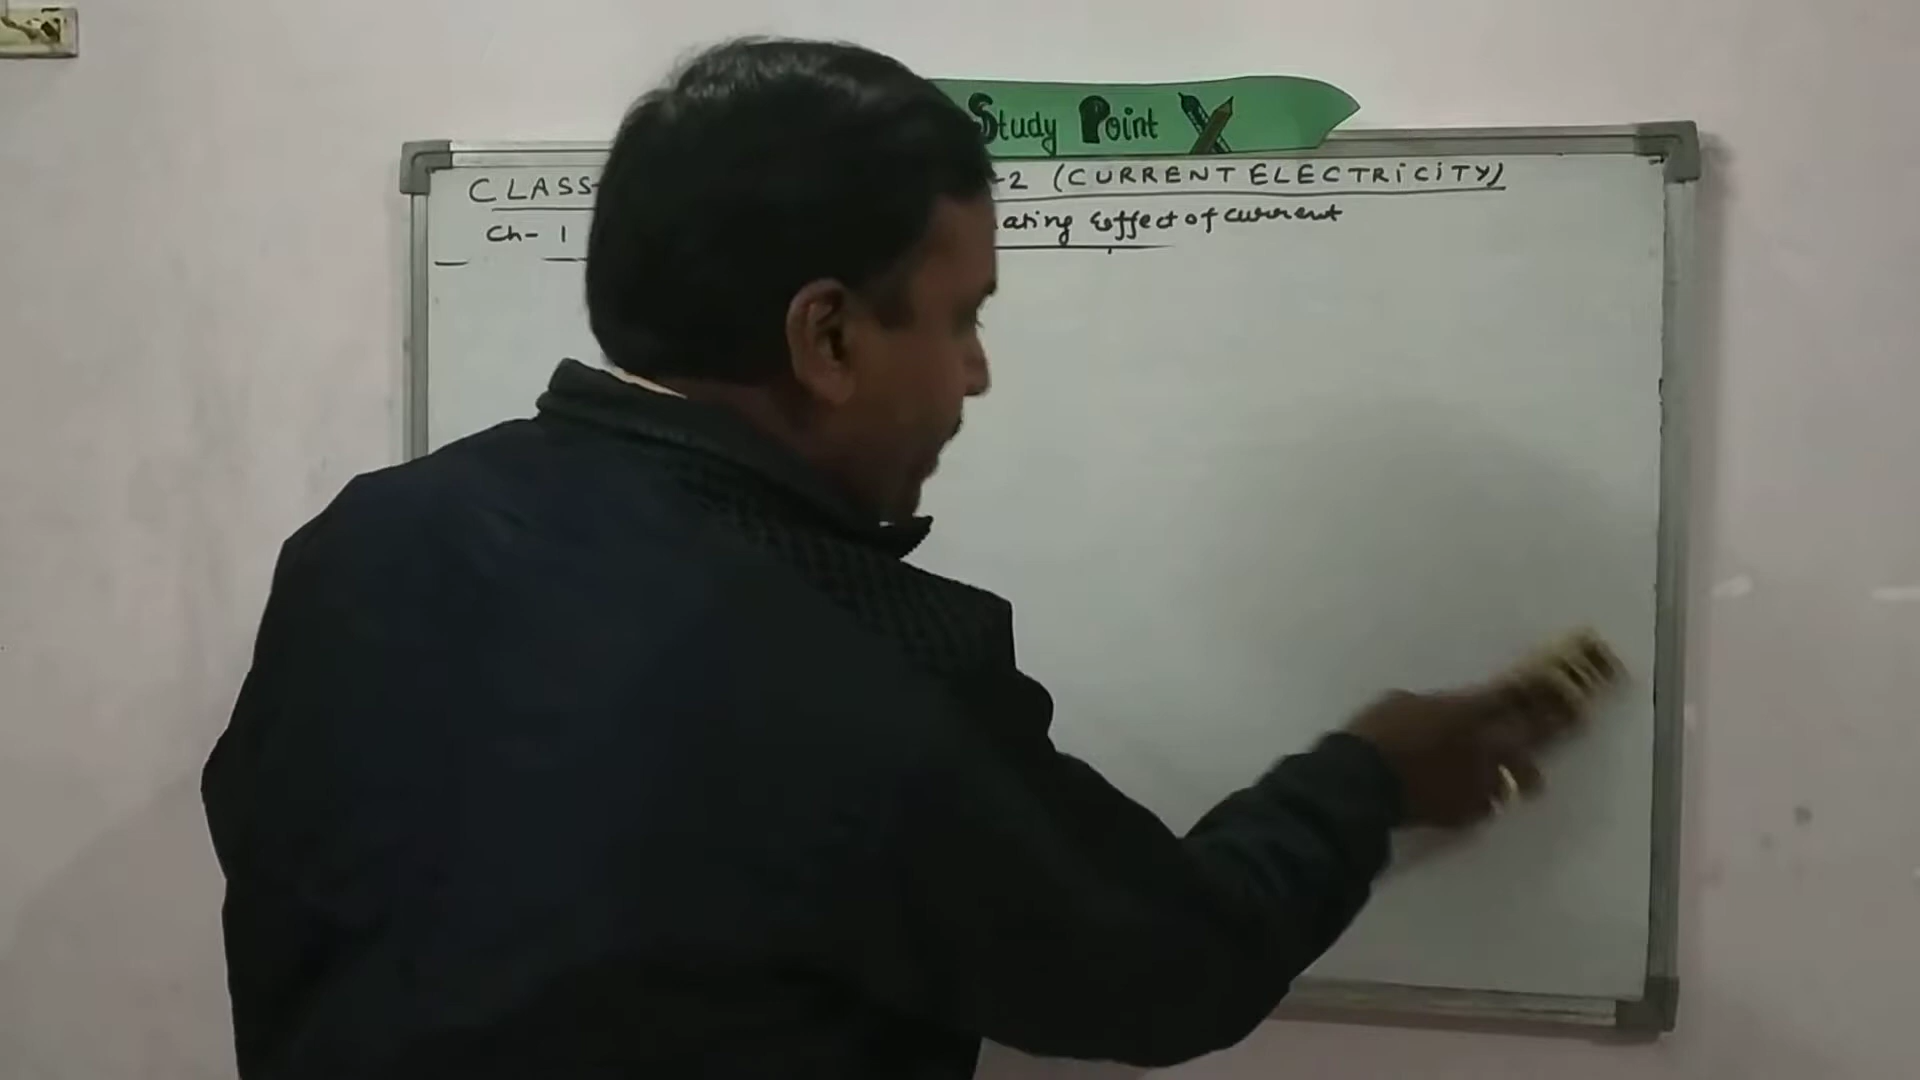 Study Point
CLASS- -2 (CURRENT ELECTRiCiTY)
Ch- 1 ating Effect of current